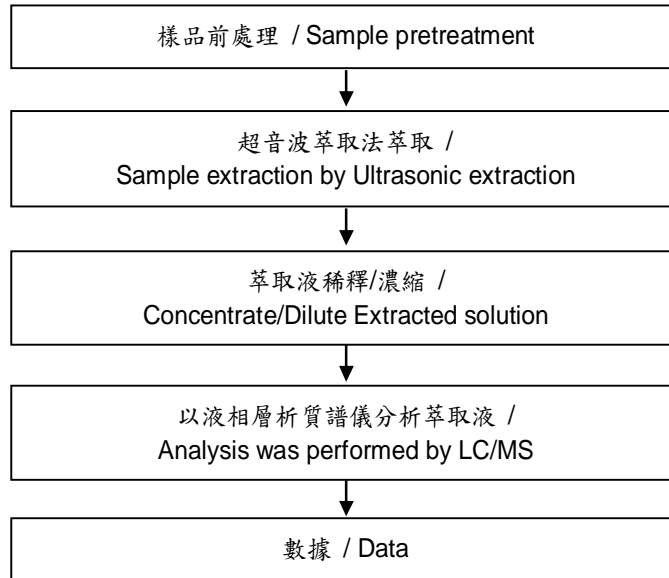 樣品前處理 / Sample pretreatment
超音波萃取法萃取 /
Sample extraction by Ultrasonic extraction
萃取液稀釋/濃縮 /
Concentrate/Dilute Extracted solution
以液相層析質譜儀分析萃取液 /
Analysis was performed by LC/MS
數據 / Data